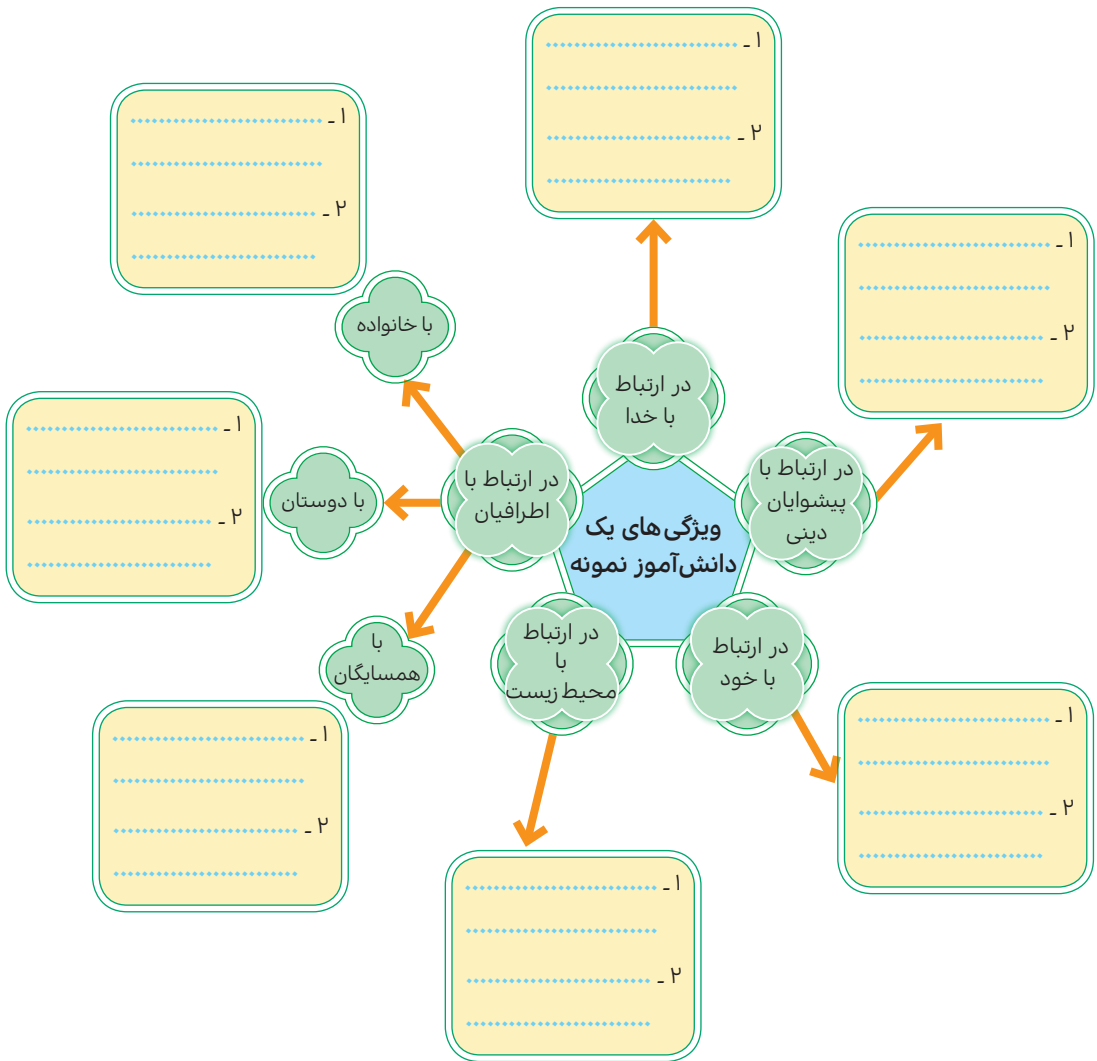 ویژگی‌های یک
دانش‌آموز نمونه
در ارتباط
با خدا
۱ ـ
۲ ـ
در ارتباط با
پیشوایان
دینی
۱ ـ
۲ ـ
در ارتباط
با خود
۱ ـ
۲ ـ
در ارتباط
با
محیط زیست
۱ ـ
۲ ـ
در ارتباط با
اطرافیان
با خانواده
۱ ـ
۲ ـ
با دوستان
۱ ـ
۲ ـ
با
همسایگان
۱ ـ
۲ ـ